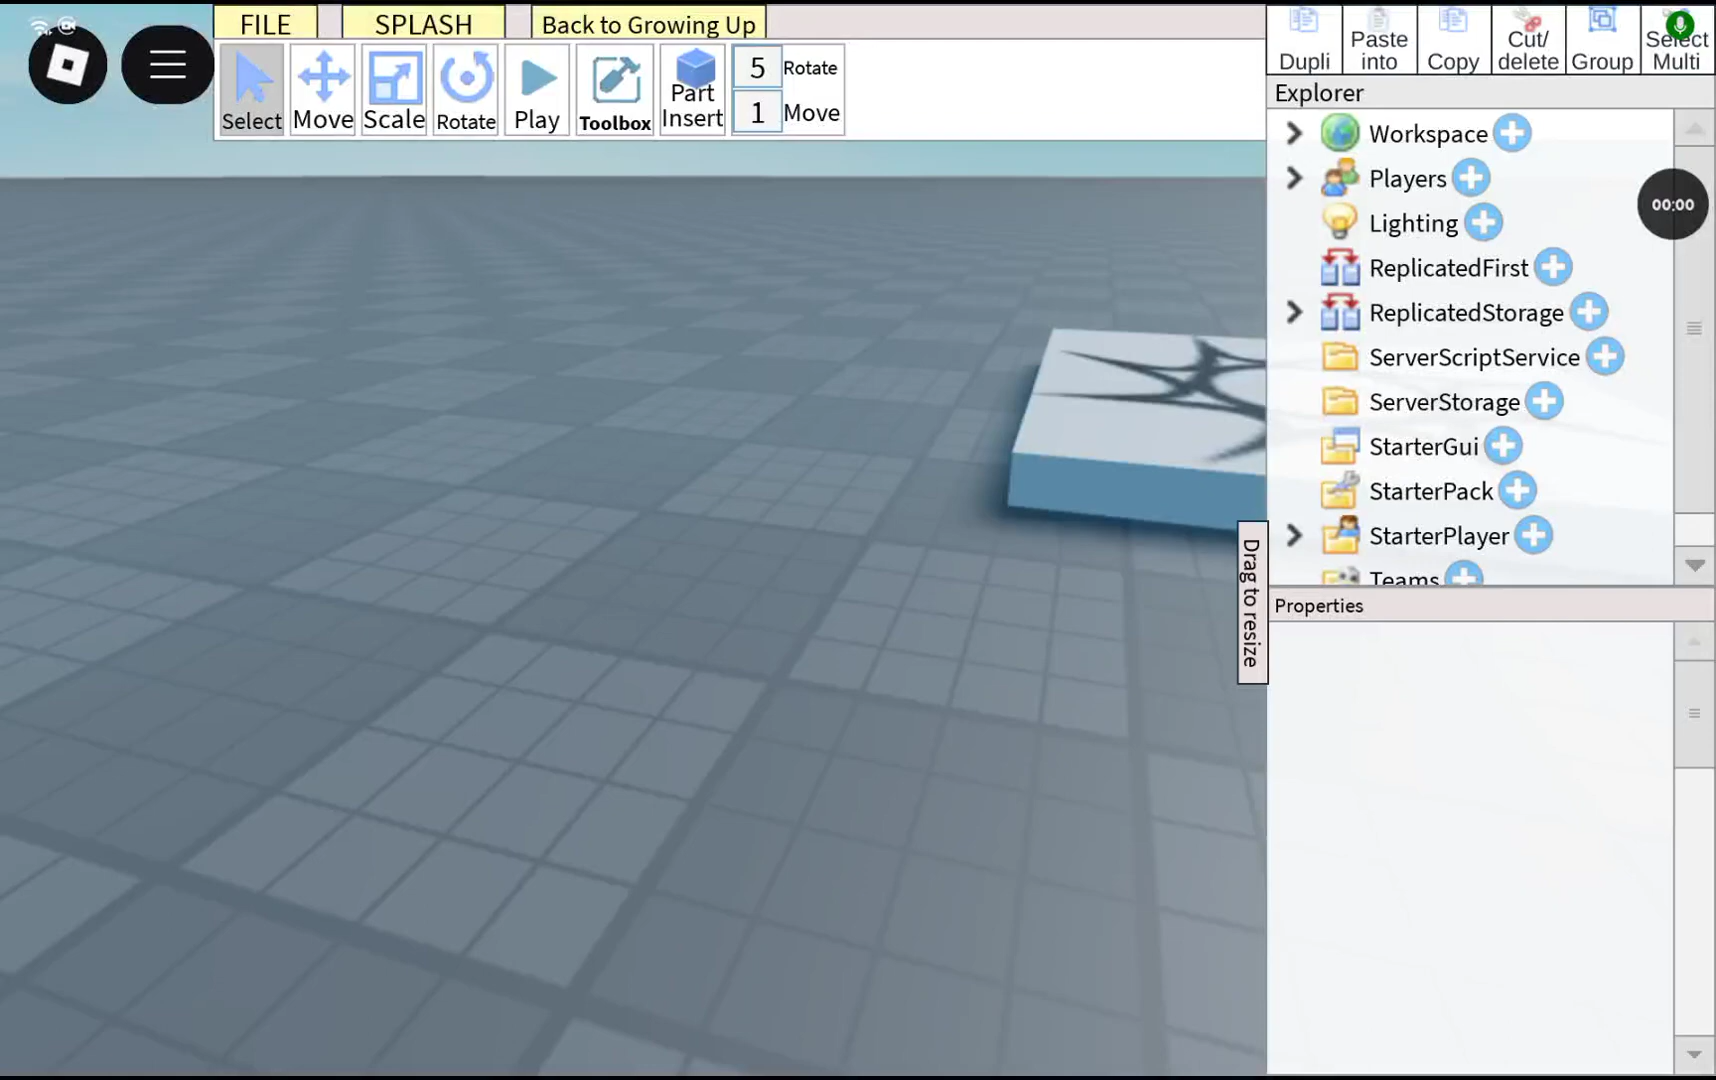 FILE
SPLASH
Back to Growing Up
Select
Move
Scale
Rotate
Play
Toolbox
Part
Insert
5 Rotate
1 Move
Dupli
Paste
into
Copy
Cut/
delete
Group
Select
Multi
Explorer
Workspace
Players
00:00
Lighting
ReplicatedFirst
ReplicatedStorage
ServerScriptService
ServerStorage
StarterGui
StarterPack
StarterPlayer
Teams
Drag to resize
Properties